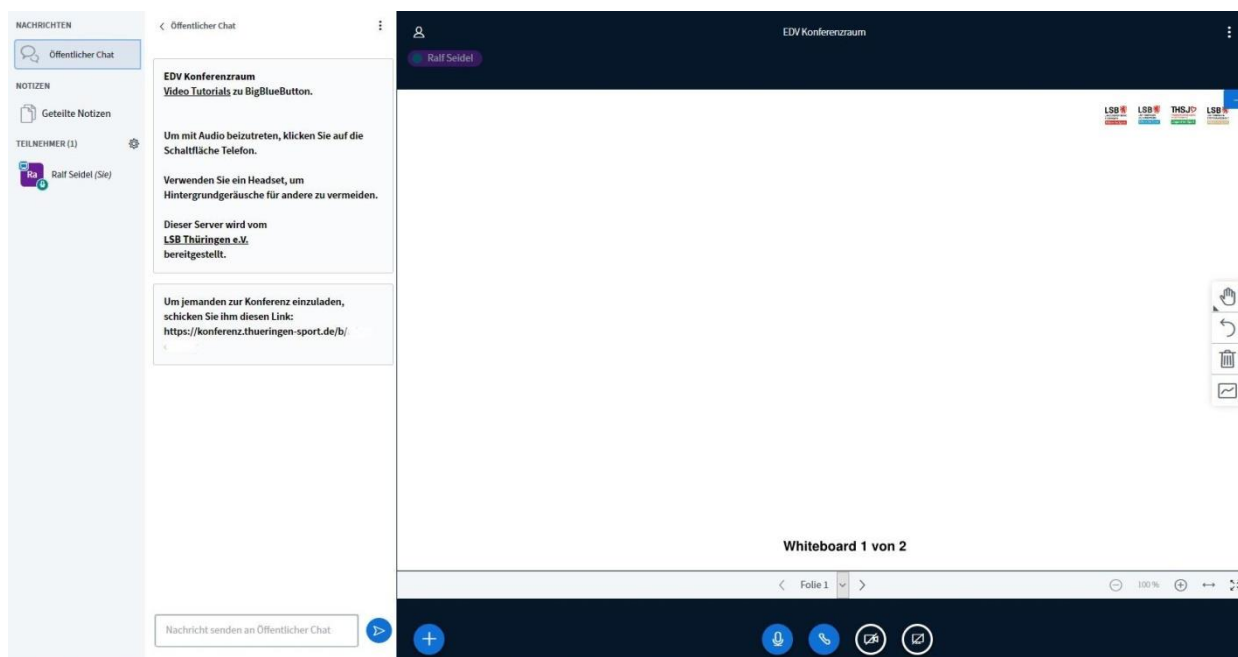 NACHRICHTEN
Öffentlicher Chat
NOTIZEN
Geteilte Notizen
TEILNEHMER (1)
Ra
Ralf Seidel (Sie)
Öffentlicher Chat
EDV Konferenzraum
Video Tutorials zu BigBlueButton.
Um mit Audio beizutreten, klicken Sie auf die
Schaltfläche Telefon.
Verwenden Sie ein Headset, um
Hintergrundgeräusche für andere zu vermeiden.
Dieser Server wird vom
LSB Thüringen e.V.
bereitgestellt.
Um jemanden zur Konferenz einzuladen,
schicken Sie ihm diesen Link:
https://konferenz.thueringen-sport.de/b/
Nachricht senden an Öffentlicher Chat
EDV Konferenzraum
Ralf Seidel
LSB LSB THSJ LSB
Whiteboard 1 von 2
Folie 1
100 %